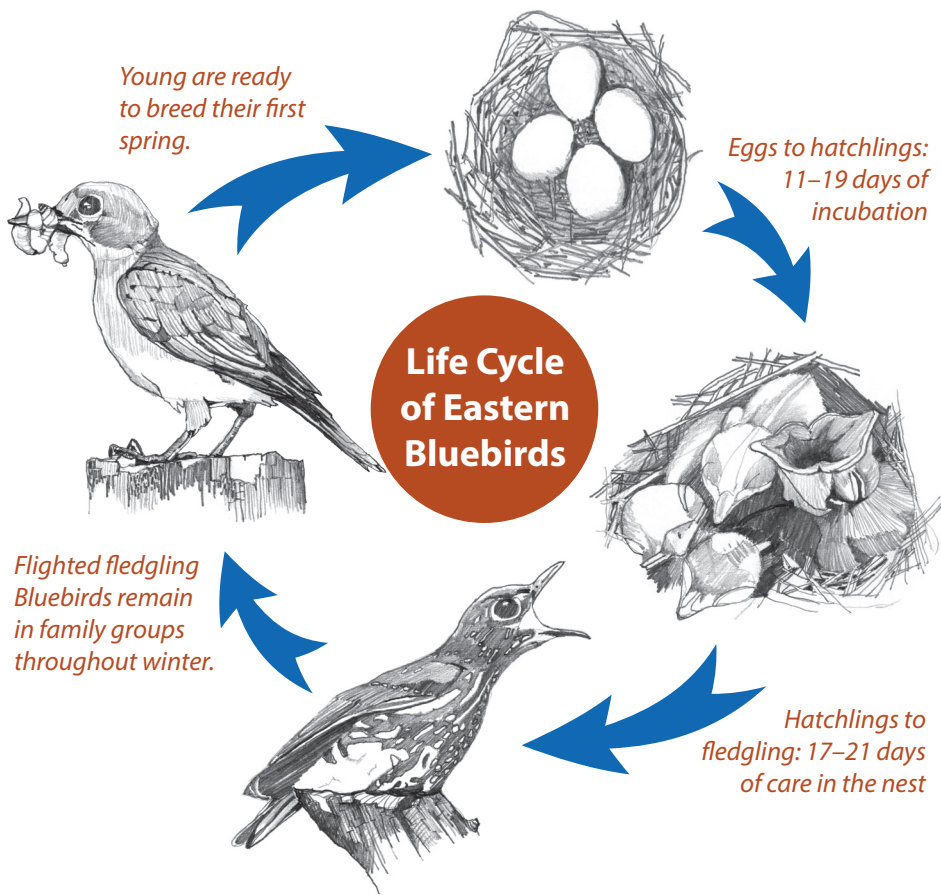 Young are ready
to breed their first
spring.
Eggs to hatchlings:
11–19 days of
incubation
Life Cycle
of Eastern
Bluebirds
Flighted fledgling
Bluebirds remain
in family groups
throughout winter.
Hatchlings to
fledgling: 17–21 days
of care in the nest